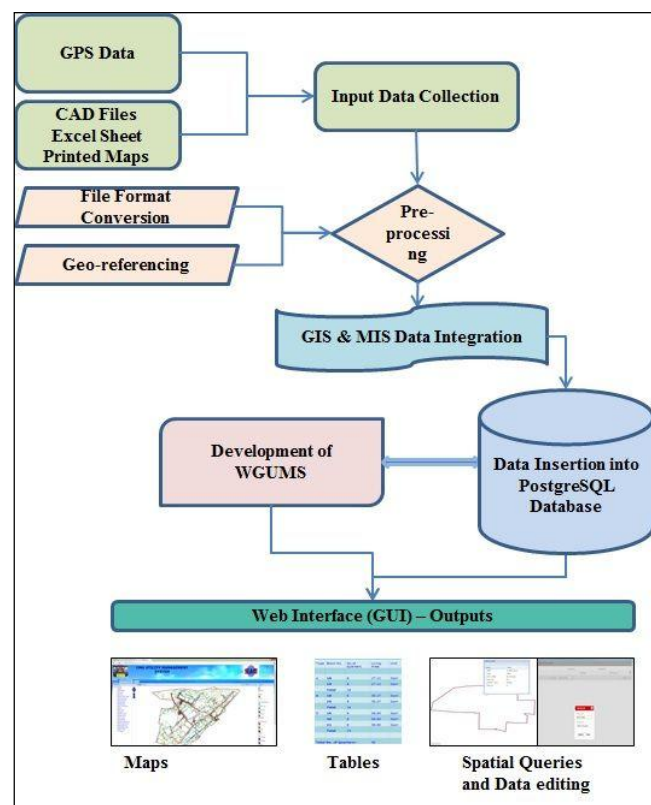 GPS Data
CAD Files
Excel Sheet
Printed Maps
Input Data Collection
File Format
Conversion
Geo-referencing
Pre-
processi
ng
GIS & MIS Data Integration
Development of
WGUMS
Data Insertion into
PostgreSQL
Database
Web Interface (GUI) – Outputs
Maps
Tables
Spatial Queries
and Data editing